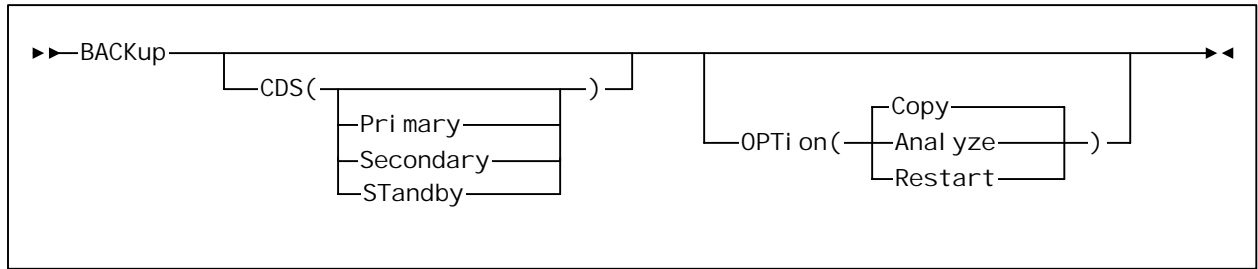 BACKup
CDS( )
Primary
Secondary
STandby
OPTion( Copy
Analyze )
Restart